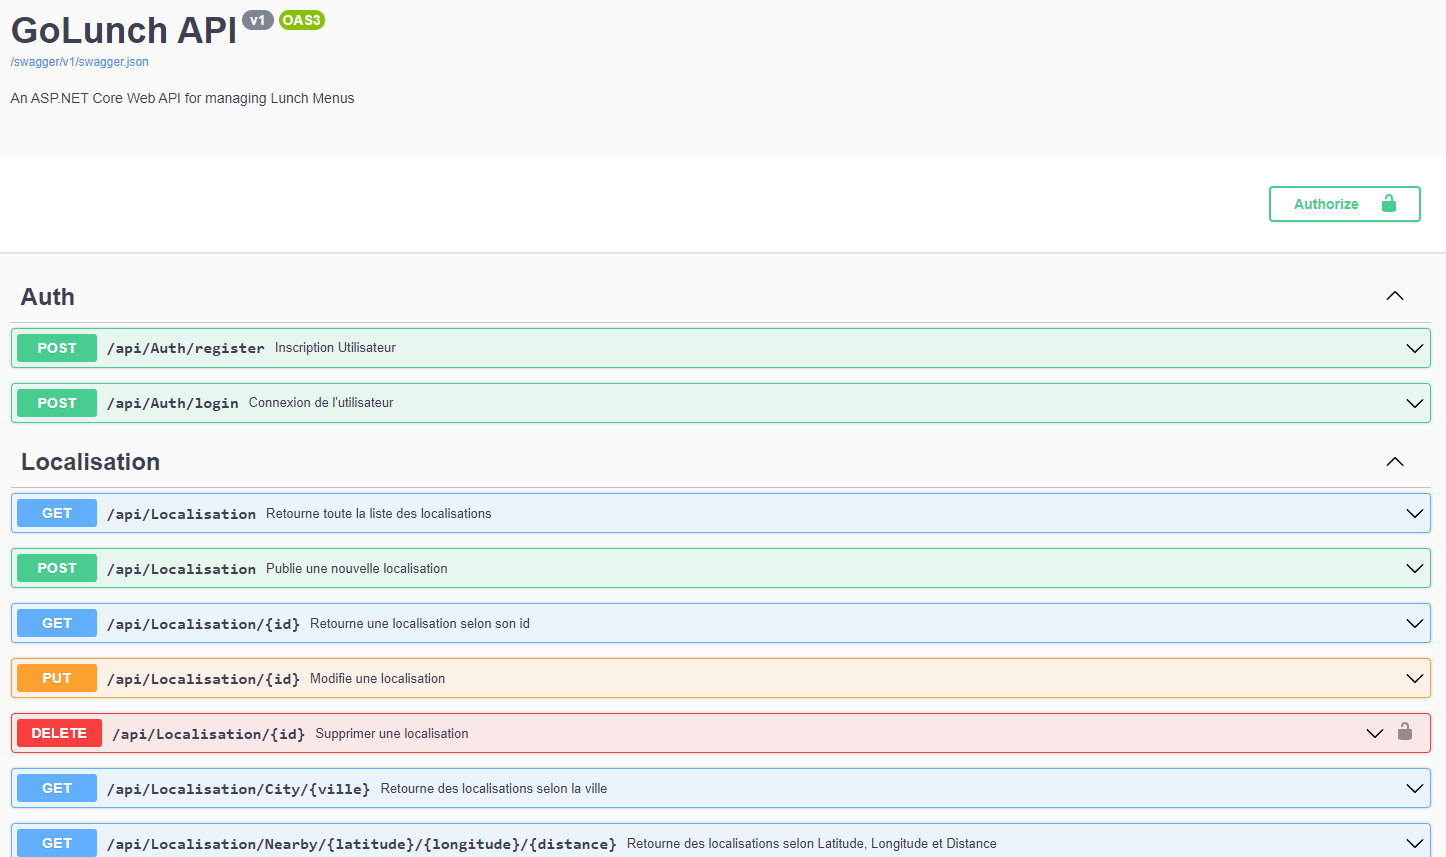 GoLunch API v1 OAS3
/swagger/v1/swagger.json
An ASP.NET Core Web API for managing Lunch Menus
Authorize
Auth
POST /api/Auth/register Inscription Utilisateur
POST /api/Auth/login Connexion de l'utilisateur
Localisation
GET /api/Localisation Retourne toute la liste des localisations
POST /api/Localisation Publie une nouvelle localisation
GET /api/Localisation/{id} Retourne une localisation selon son id
PUT /api/Localisation/{id} Modifie une localisation
DELETE /api/Localisation/{id} Supprimer une localisation
GET /api/Localisation/City/{ville} Retourne des localisations selon la ville
GET /api/Localisation/Nearby/{latitude}/{longitude}/{distance} Retourne des localisations selon Latitude, Longitude et Distance